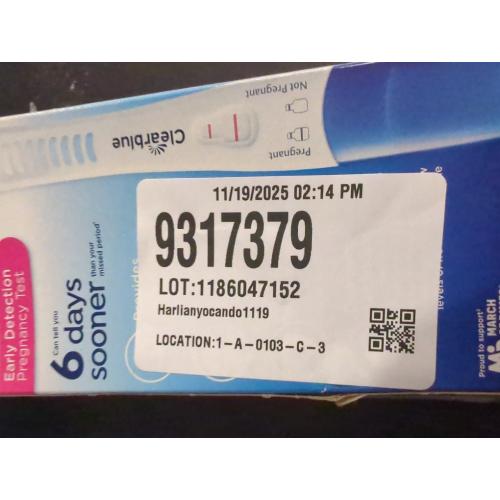 Not Pregnant
Pregnant
Clearblue
11/19/2025 02:14 PM
9317379
LOT:1186047152
Harlianyocando1119
LOCATION:1-A-0103-C-3
Early Detection
Pregnancy Test
Can tell you
6 days
sooner
than your
missed period
Provides
Proud to support
MARCH